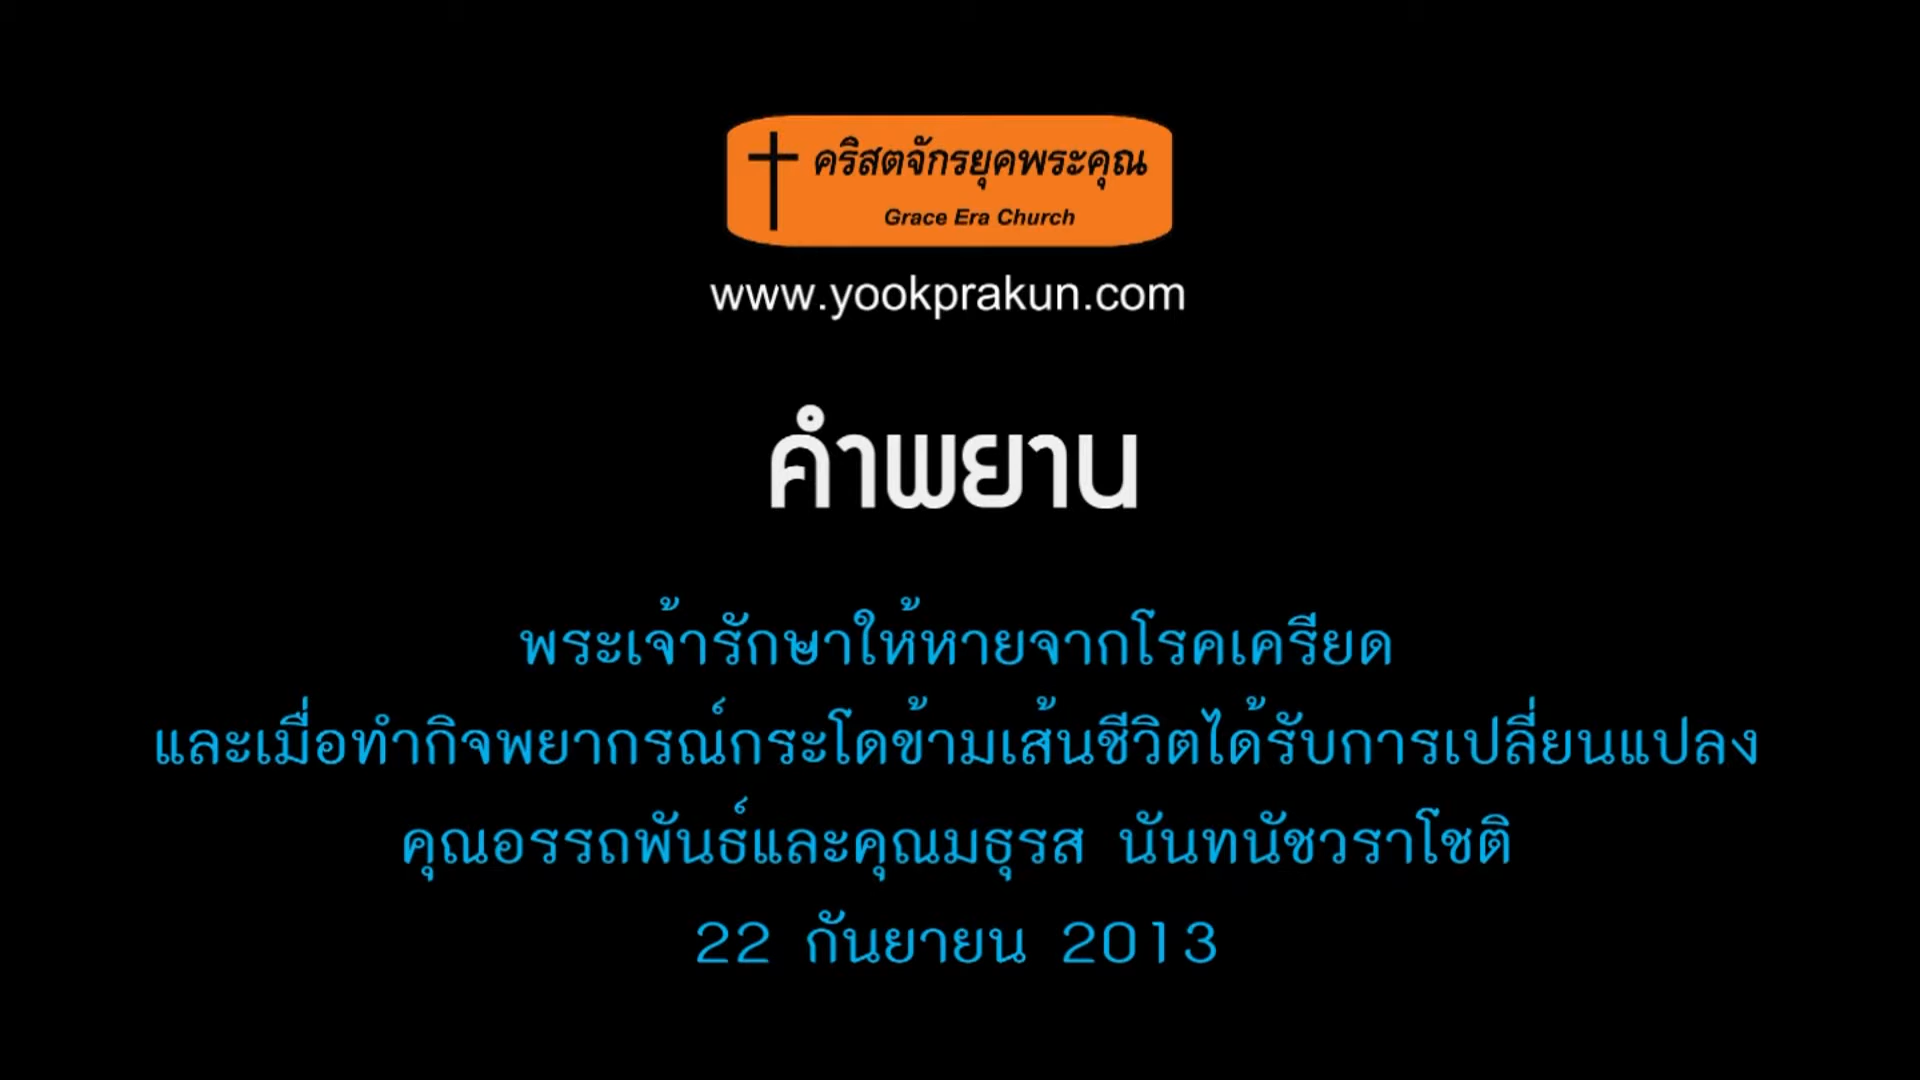 คริสตจักรยุคพระคุณ
Grace Era Church
www.yookprakun.com
คำพยาน
พระเจ้ารักษาให้หายจากโรคเครียด
และเมื่อทำกิจพยากรณ์กระโดข้ามเส้นชีวิตได้รับการเปลี่ยนแปลง
คุณอรรถพันธ์และคุณมธุรส นันทนัชวราโชติ
22 กันยายน 2013